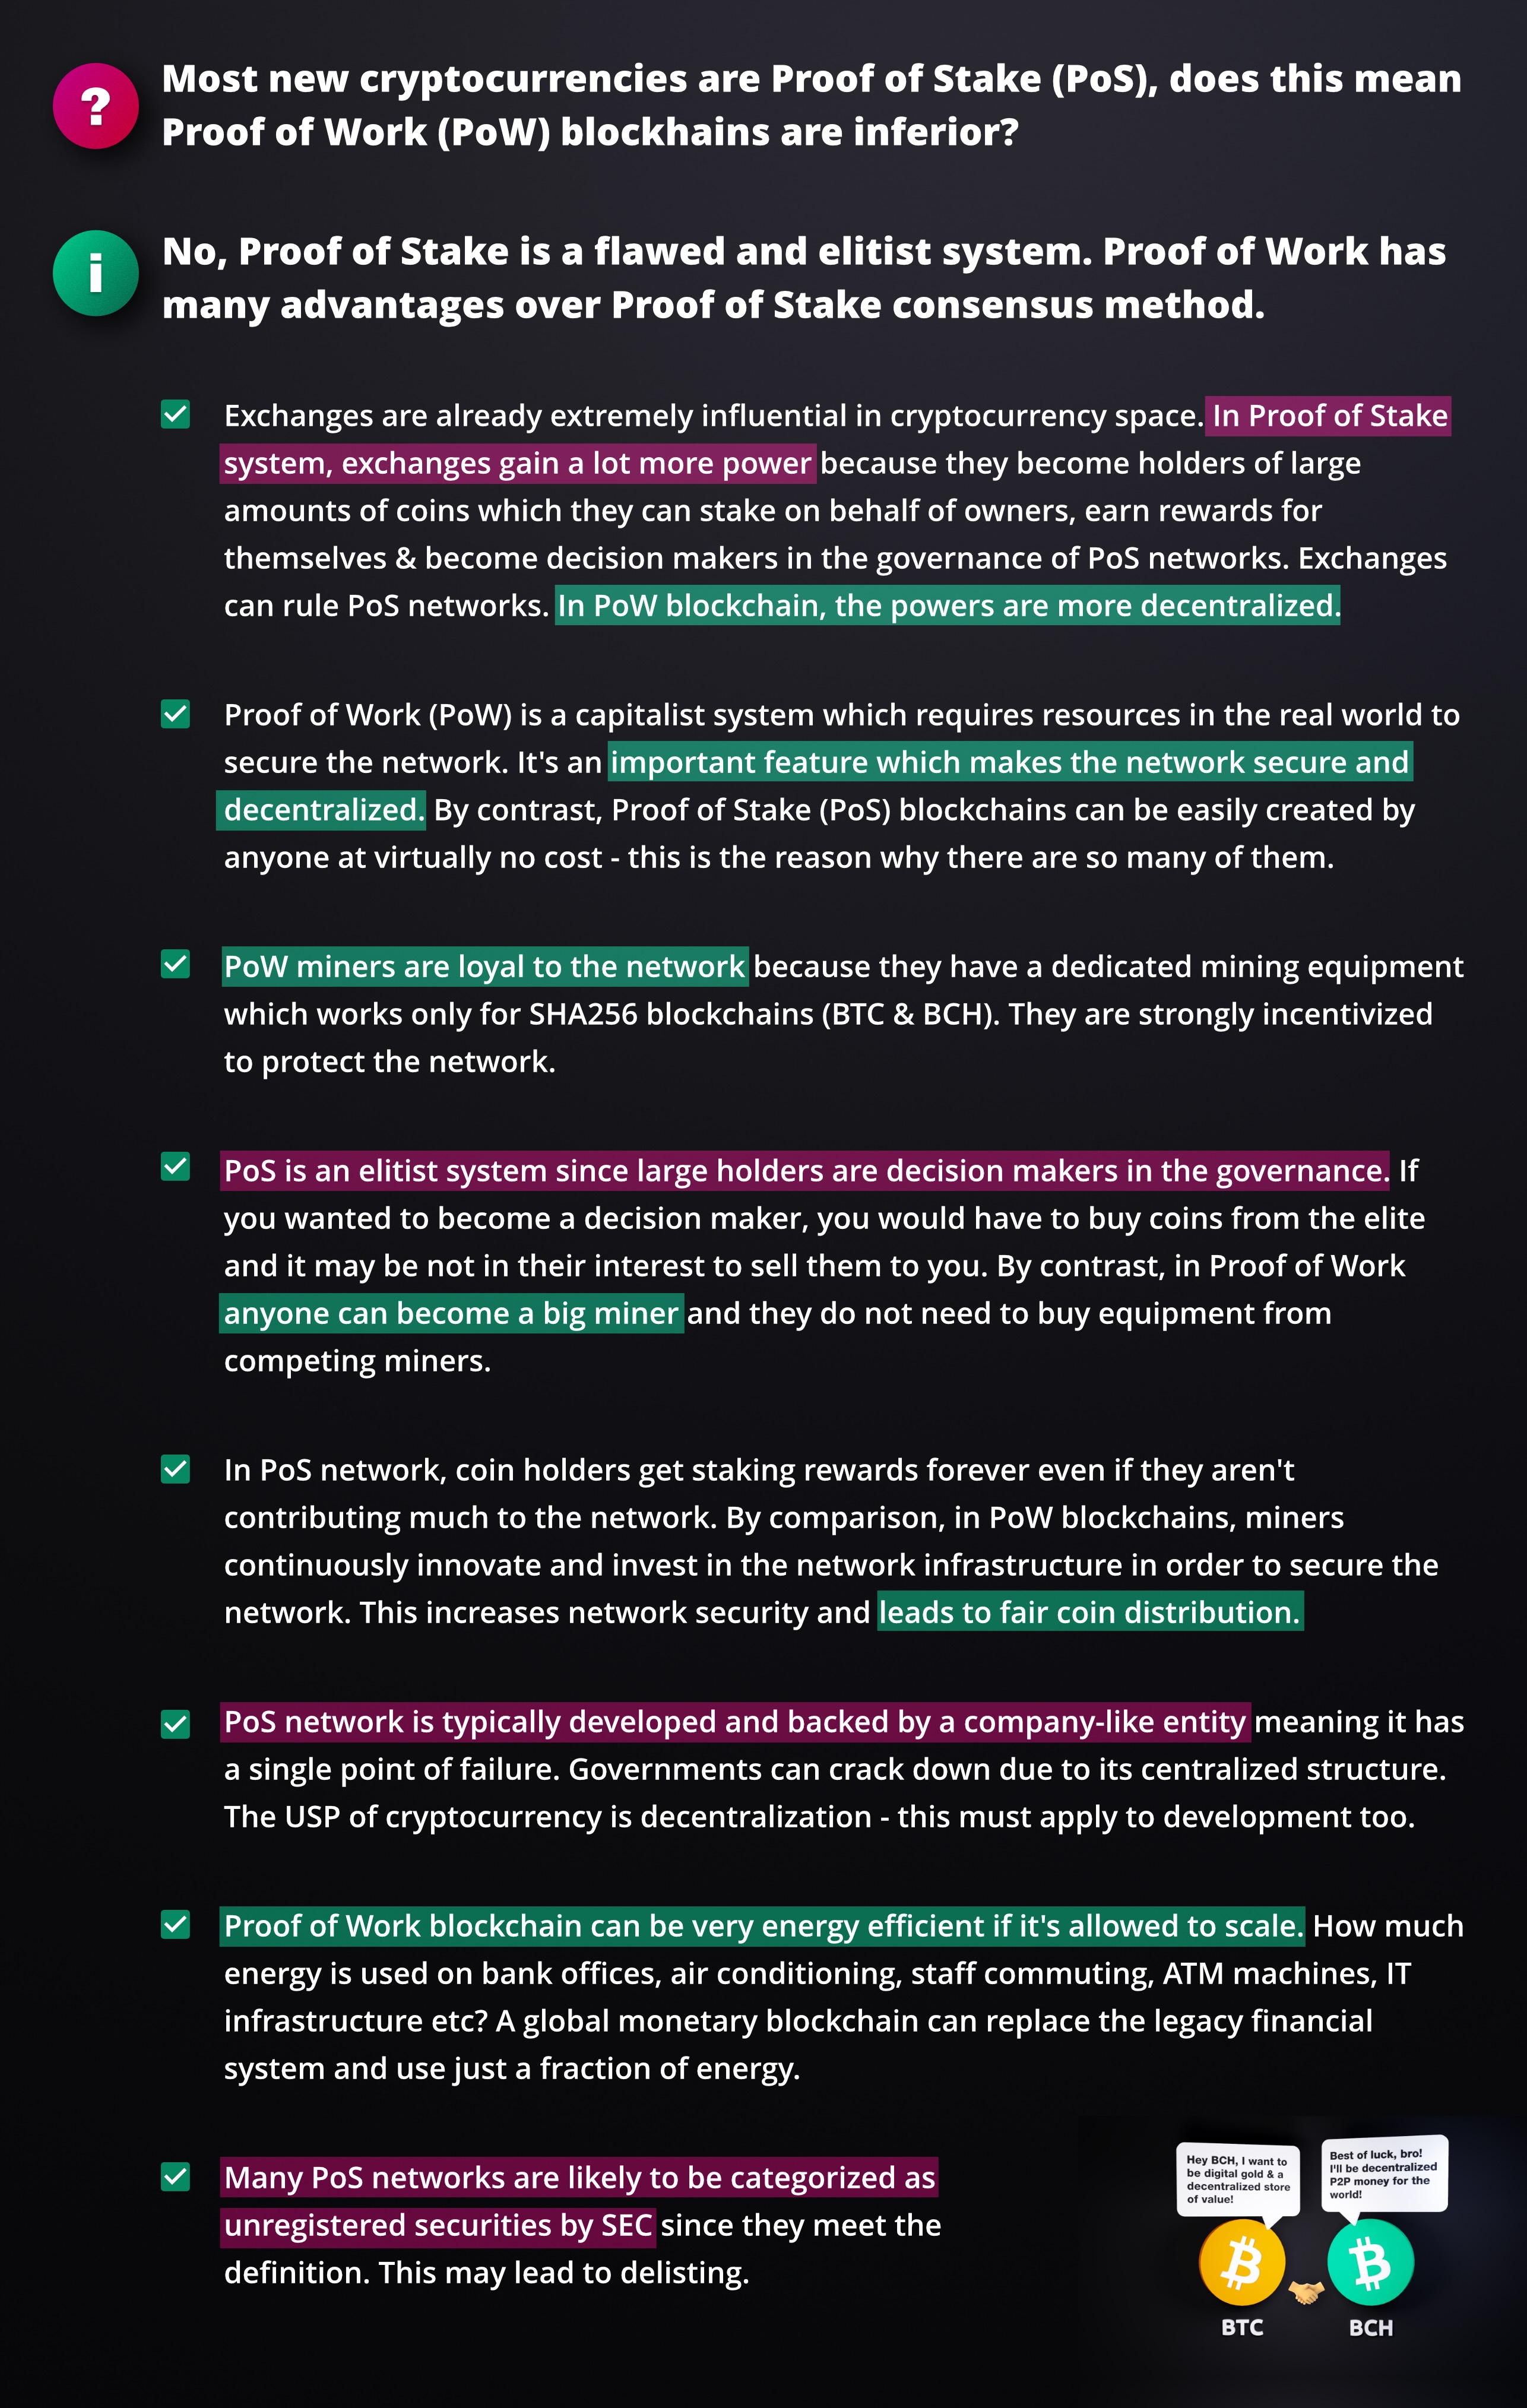 Most new cryptocurrencies are Proof of Stake (PoS), does this mean
Proof of Work (PoW) blockhains are inferior?
No, Proof of Stake is a flawed and elitist system. Proof of Work has
many advantages over Proof of Stake consensus method.
Exchanges are already extremely influential in cryptocurrency space. In Proof of Stake
system, exchanges gain a lot more power because they become holders of large
amounts of coins which they can stake on behalf of owners, earn rewards for
themselves & become decision makers in the governance of PoS networks. Exchanges
can rule PoS networks. In PoW blockchain, the powers are more decentralized.
Proof of Work (PoW) is a capitalist system which requires resources in the real world to
secure the network. It's an important feature which makes the network secure and
decentralized. By contrast, Proof of Stake (PoS) blockchains can be easily created by
anyone at virtually no cost - this is the reason why there are so many of them.
PoW miners are loyal to the network because they have a dedicated mining equipment
which works only for SHA256 blockchains (BTC & BCH). They are strongly incentivized
to protect the network.
PoS is an elitist system since large holders are decision makers in the governance. If
you wanted to become a decision maker, you would have to buy coins from the elite
and it may be not in their interest to sell them to you. By contrast, in Proof of Work
anyone can become a big miner and they do not need to buy equipment from
competing miners.
In PoS network, coin holders get staking rewards forever even if they aren't
contributing much to the network. By comparison, in PoW blockchains, miners
continuously innovate and invest in the network infrastructure in order to secure the
network. This increases network security and leads to fair coin distribution.
PoS network is typically developed and backed by a company-like entity meaning it has
a single point of failure. Governments can crack down due to its centralized structure.
The USP of cryptocurrency is decentralization - this must apply to development too.
Proof of Work blockchain can be very energy efficient if it's allowed to scale. How much
energy is used on bank offices, air conditioning, staff commuting, ATM machines, IT
infrastructure etc? A global monetary blockchain can replace the legacy financial
system and use just a fraction of energy.
Many PoS networks are likely to be categorized as
unregistered securities by SEC since they meet the
definition. This may lead to delisting.
Hey BCH, I want to
be digital gold & a
decentralized store
of value!
Best of luck, bro!
I'll be decentralized
P2P money for the
world!
BTC
BCH